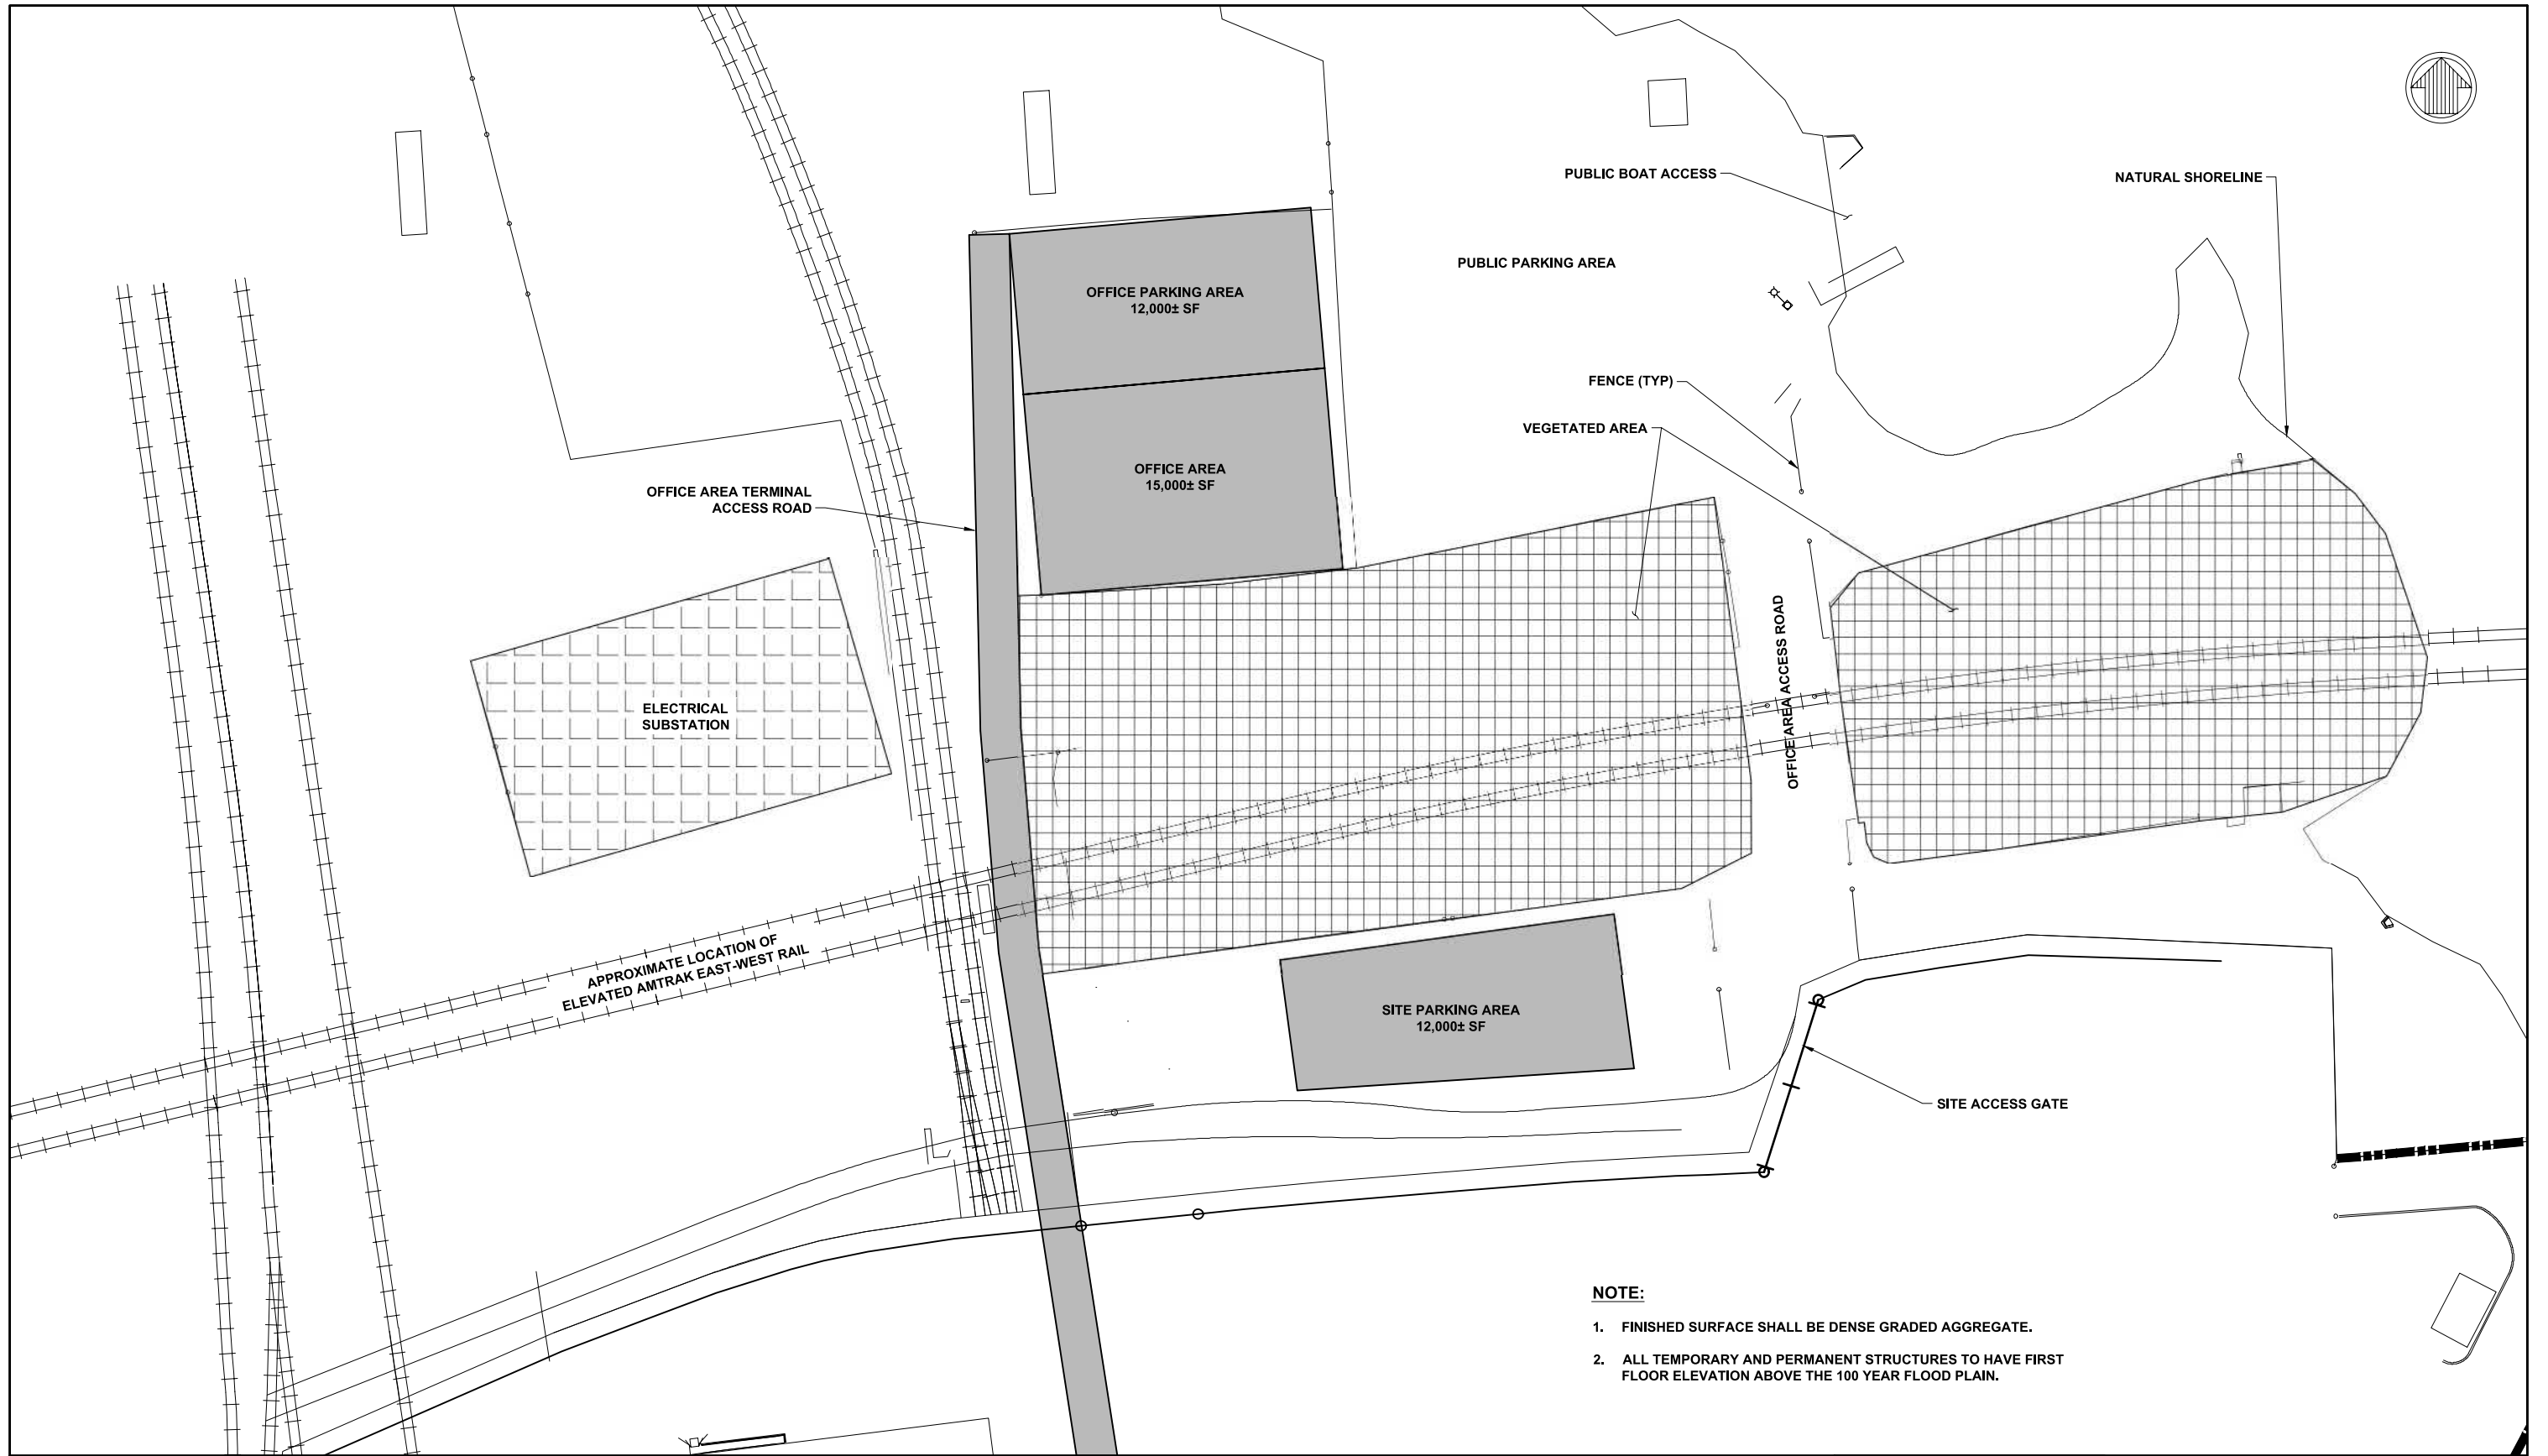 PUBLIC BOAT ACCESS
NATURAL SHORELINE
PUBLIC PARKING AREA
OFFICE PARKING AREA
12,000± SF
FENCE (TYP)
VEGETATED AREA
OFFICE AREA
15,000± SF
OFFICE AREA TERMINAL
ACCESS ROAD
OFFICE AREA ACCESS ROAD
ELECTRICAL
SUBSTATION
APPROXIMATE LOCATION OF
ELEVATED AMTRAK EAST-WEST RAIL
SITE PARKING AREA
12,000± SF
SITE ACCESS GATE
NOTE:
1. FINISHED SURFACE SHALL BE DENSE GRADED AGGREGATE.
2. ALL TEMPORARY AND PERMANENT STRUCTURES TO HAVE FIRST
FLOOR ELEVATION ABOVE THE 100 YEAR FLOOD PLAIN.